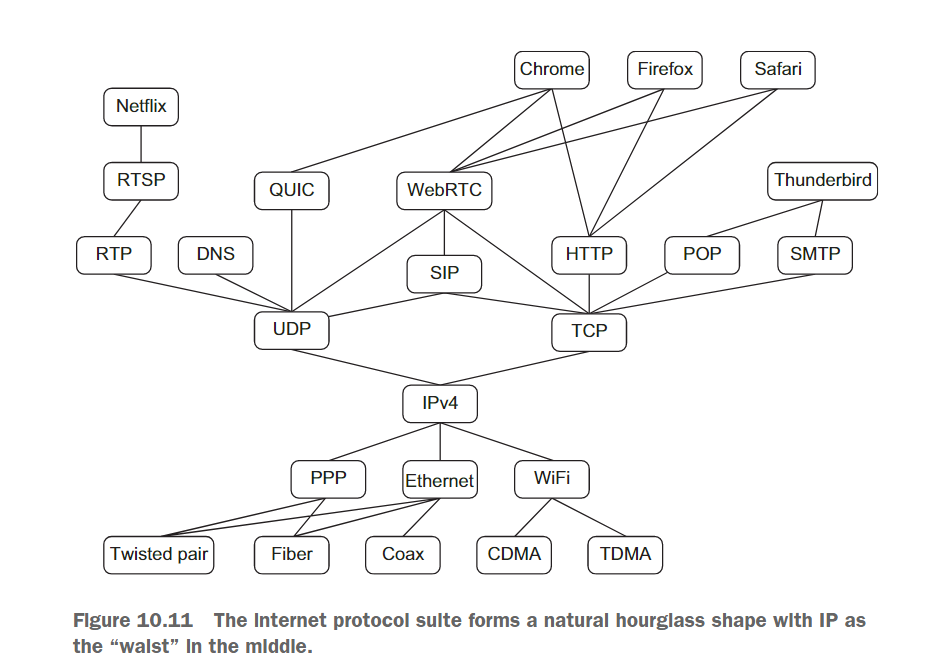 Chrome
Firefox
Safari
Netflix
RTSP
QUIC
WebRTC
Thunderbird
RTP
DNS
SIP
HTTP
POP
SMTP
UDP
TCP
IPv4
PPP
Ethernet
WiFi
Twisted pair
Fiber
Coax
CDMA
TDMA
Figure 10.11 The Internet protocol suite forms a natural hourglass shape with IP as
the “waist” in the middle.